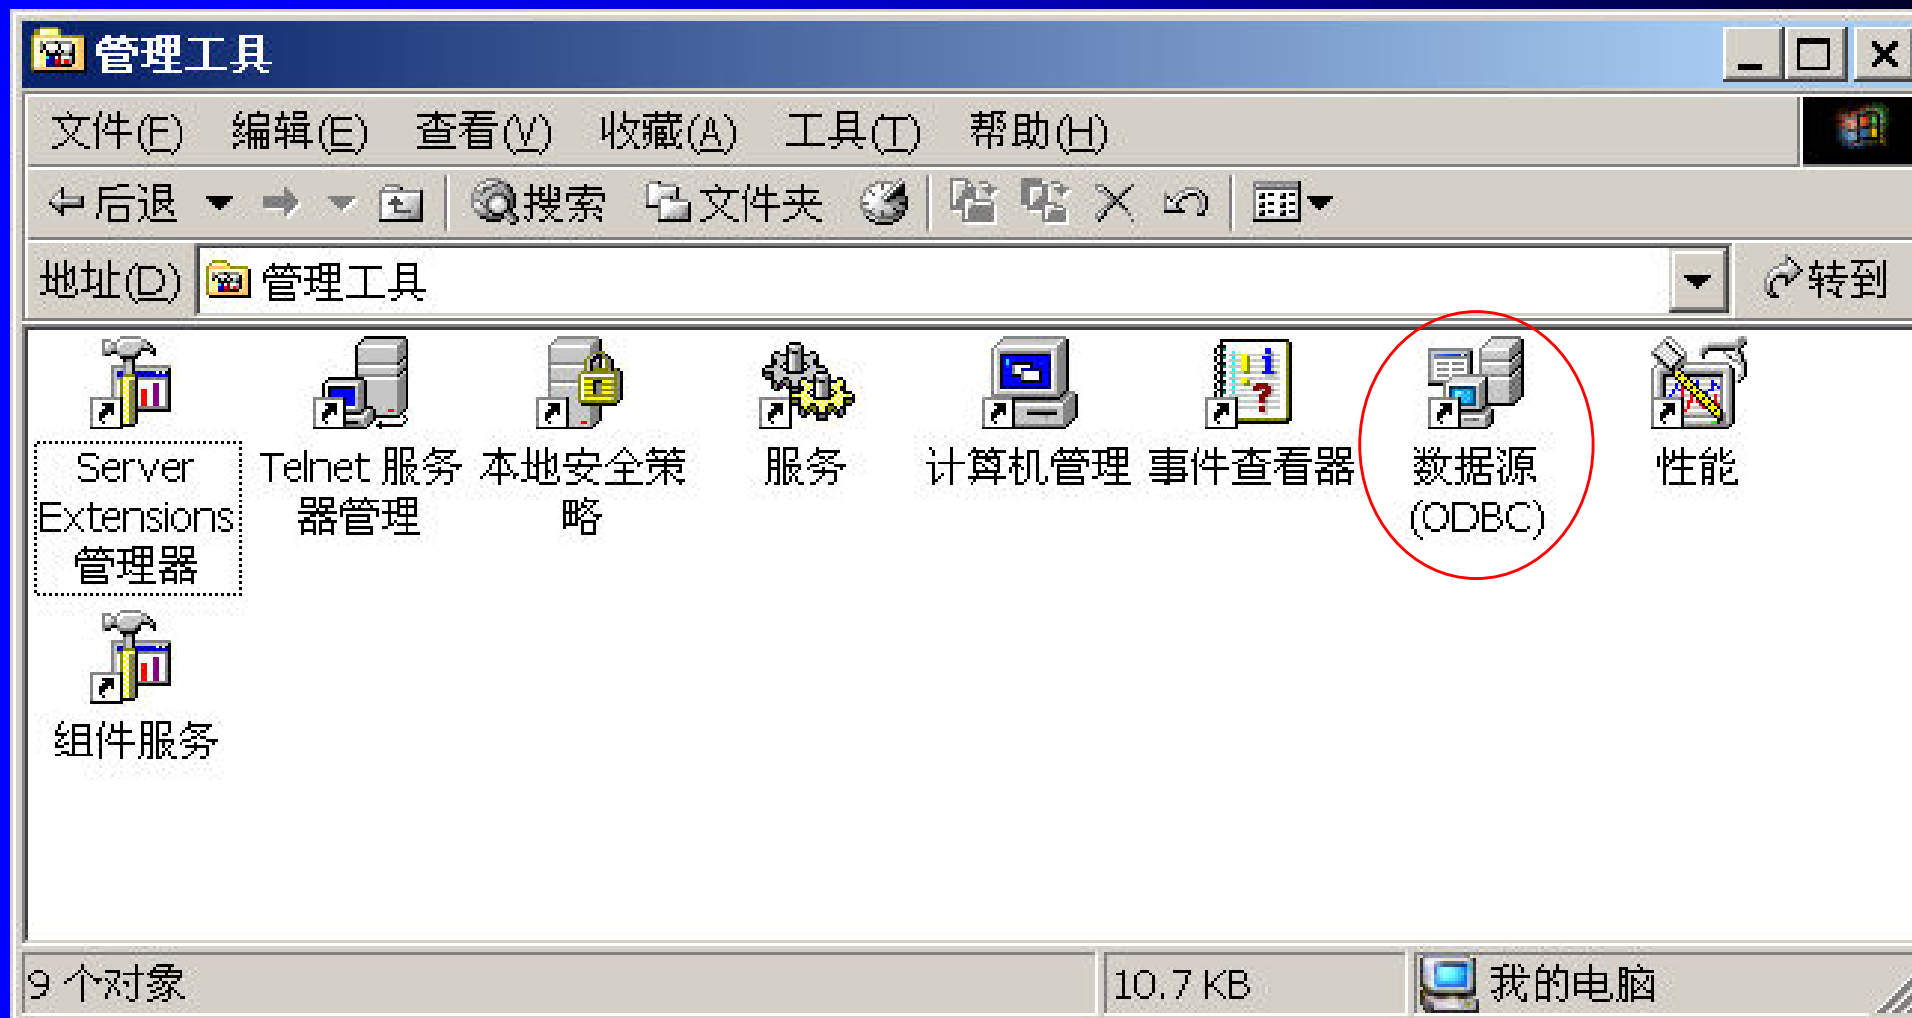 管理工具
文件(F) 编辑(E) 查看(V) 收藏(A) 工具(T) 帮助(H)
后退 搜索 文件夹
地址(D) 管理工具 转到
Server Extensions 管理器
Telnet 服务器管理
本地安全策略
服务
计算机管理
事件查看器
数据源 (ODBC)
性能
组件服务
9 个对象 10.7 KB 我的电脑